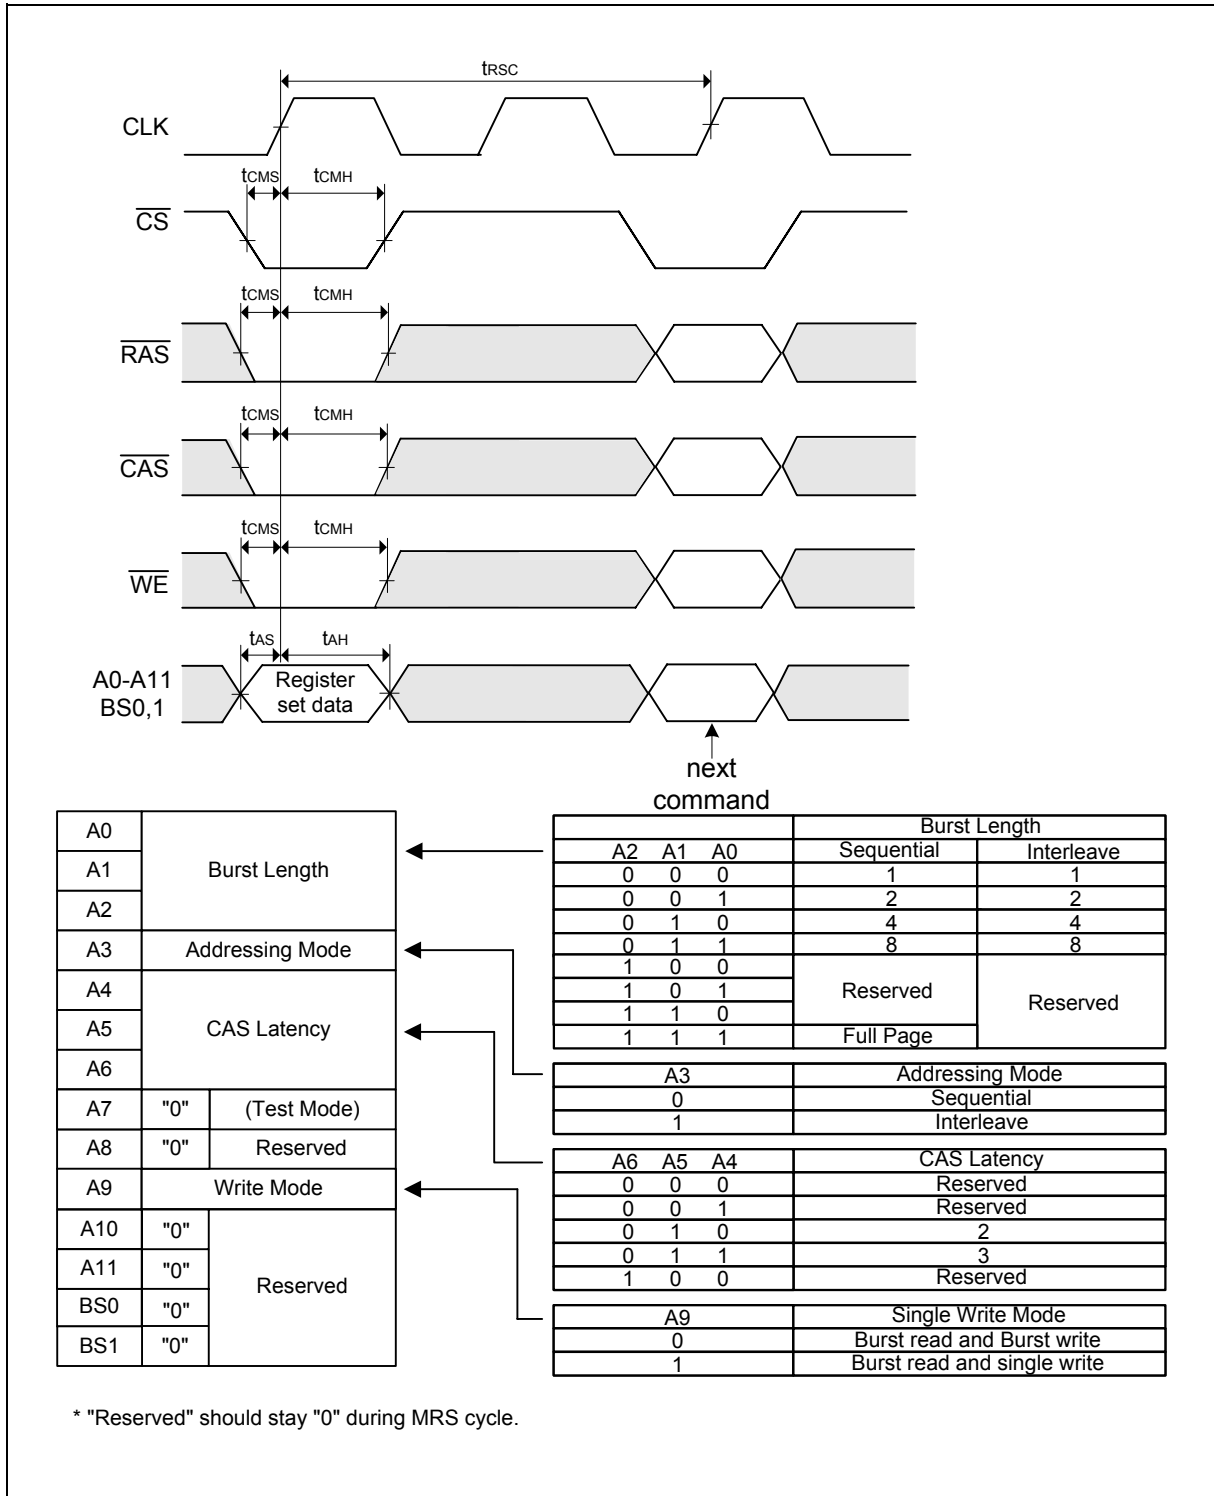 tRSC
CLK
tCMS tCMH
CS
tCMS tCMH
RAS
tCMS tCMH
CAS
tCMS tCMH
WE
tAS tAH
A0-A11
BS0,1
Register
set data
next
command
A0
A1
A2
Burst Length
A3 Addressing Mode
A4
A5
A6
CAS Latency
A7 "0" (Test Mode)
A8 "0" Reserved
A9 Write Mode
A10 "0"
A11 "0"
BS0 "0"
BS1 "0"
Reserved
Burst Length
A2 A1 A0 Sequential Interleave
0 0 0 1 1
0 0 1 2 2
0 1 0 4 4
0 1 1 8 8
1 0 0
1 0 1
1 1 0
Reserved
Reserved
1 1 1 Full Page
A3 Addressing Mode
0 Sequential
1 Interleave
A6 A5 A4 CAS Latency
0 0 0 Reserved
0 0 1 Reserved
0 1 0 2
0 1 1 3
1 0 0 Reserved
A9 Single Write Mode
0 Burst read and Burst write
1 Burst read and single write
* "Reserved" should stay "0" during MRS cycle.